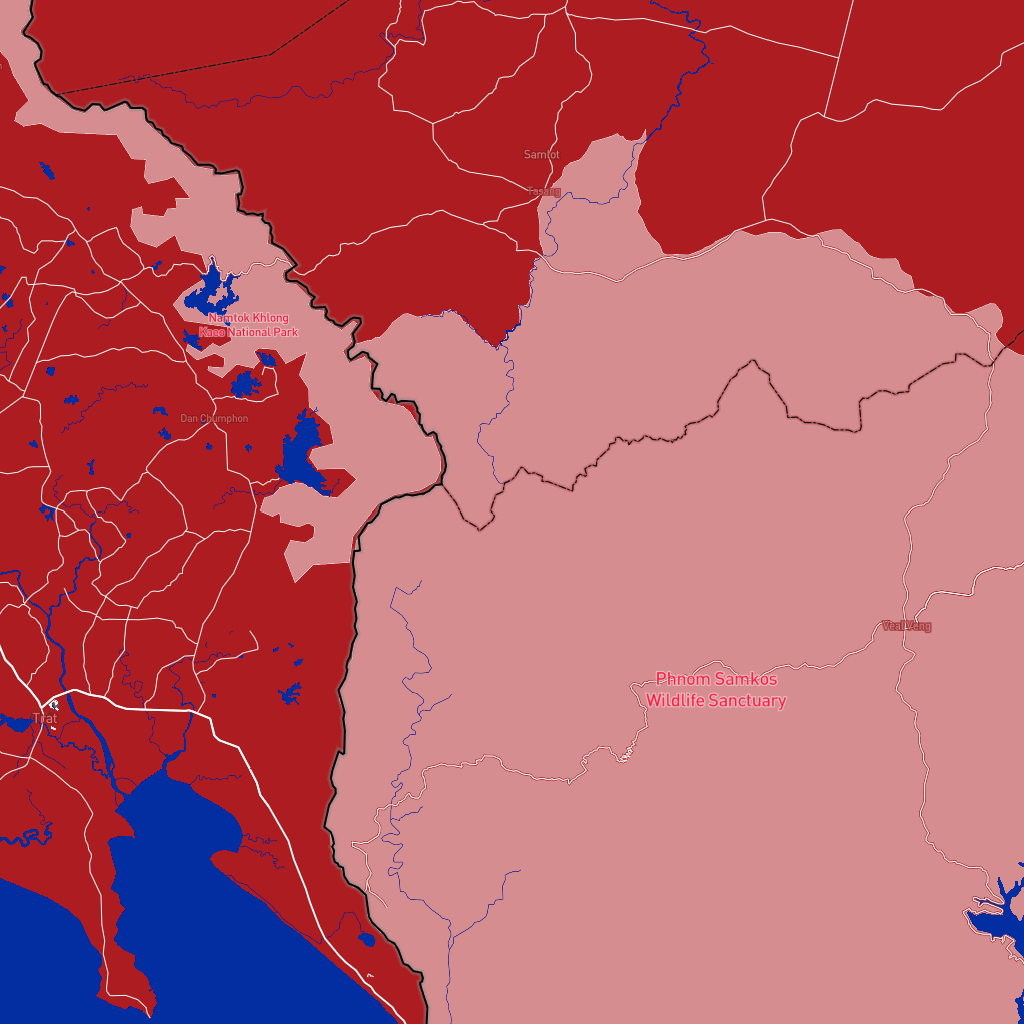 Samlot
Tasang
Namtok Khlong
Kaeo National Park
Dan Chumphon
Veal Veng
Phnom Samkos
Wildlife Sanctuary
Trat